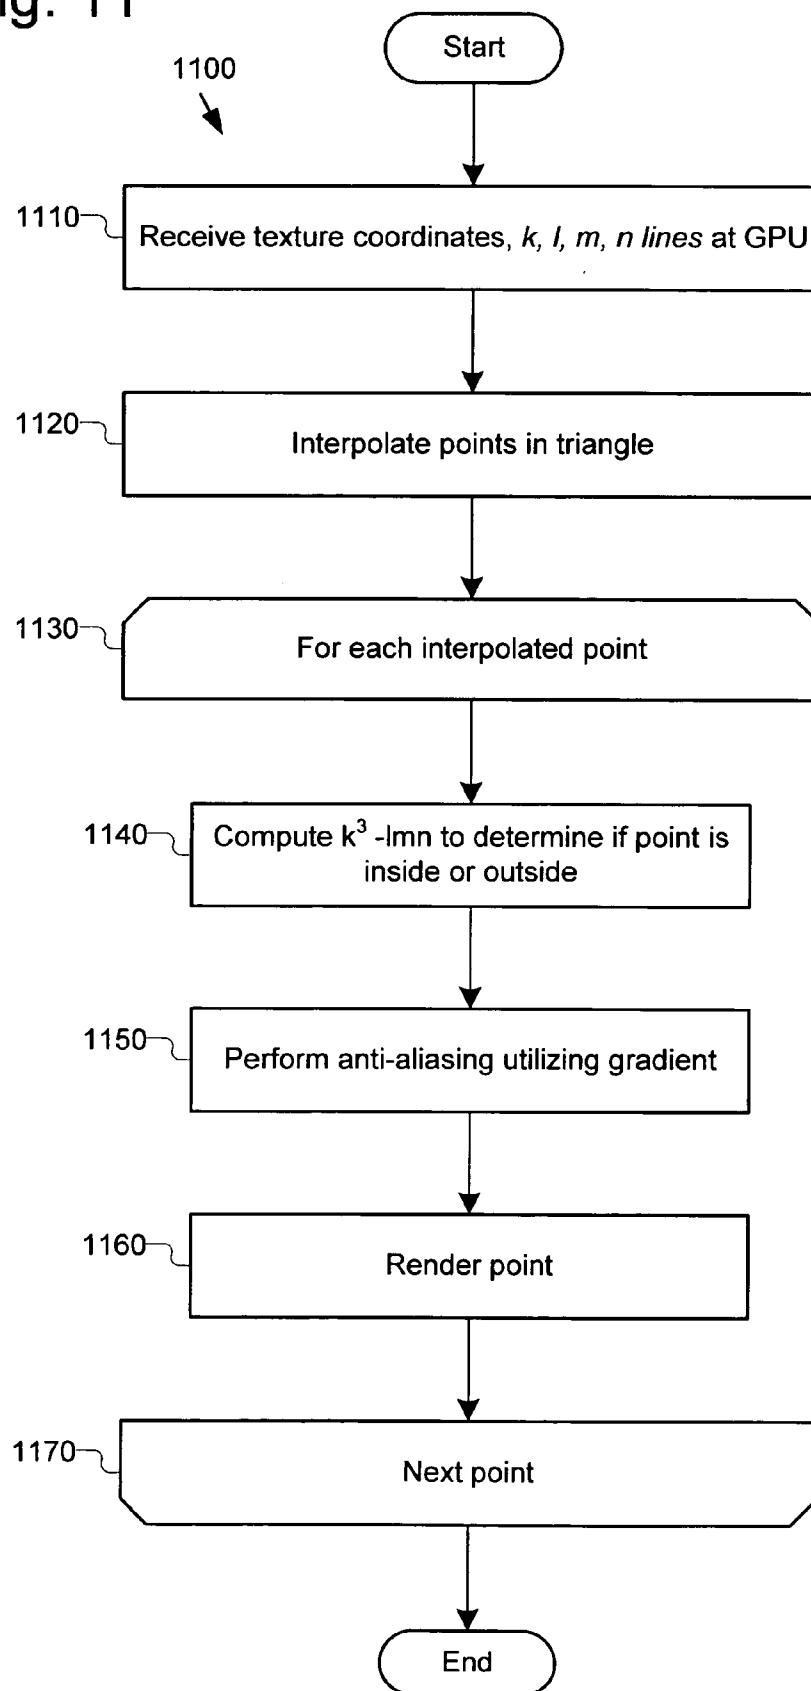 1100
Start
1110
Receive texture coordinates, k, l, m, n lines at GPU
1120
Interpolate points in triangle
1130
For each interpolated point
1140
Compute k³ -lmn to determine if point is
inside or outside
1150
Perform anti-aliasing utilizing gradient
1160
Render point
1170
Next point
End